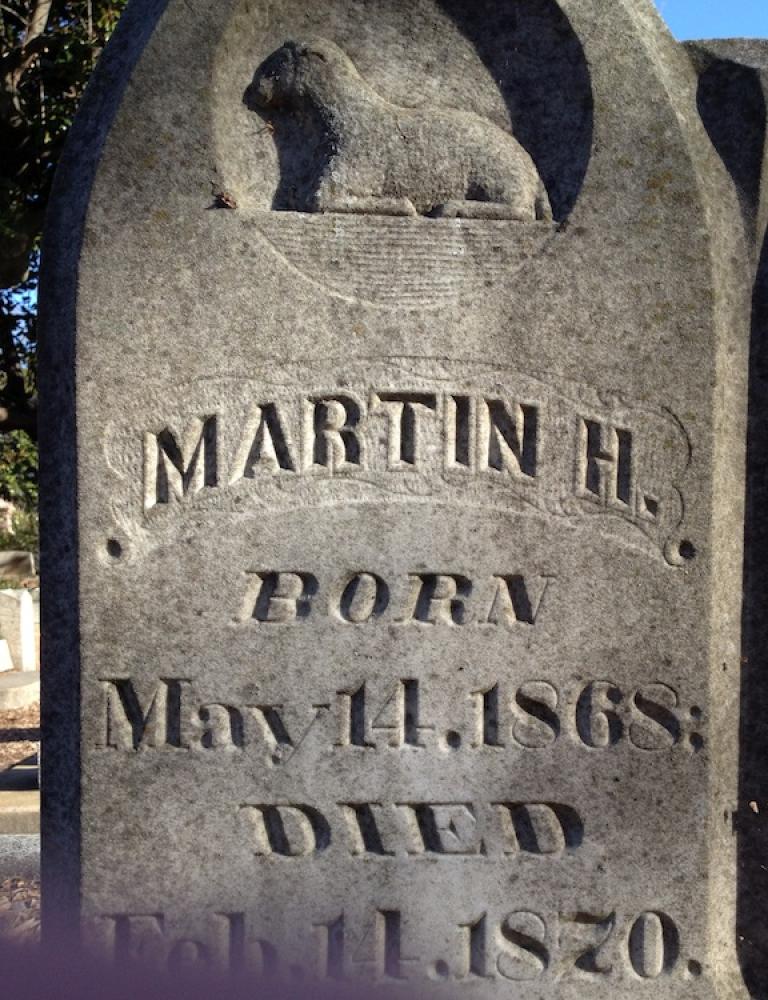 MARTIN H.
BORN
May 14. 1868;
DIED
Feb. 14. 1870.